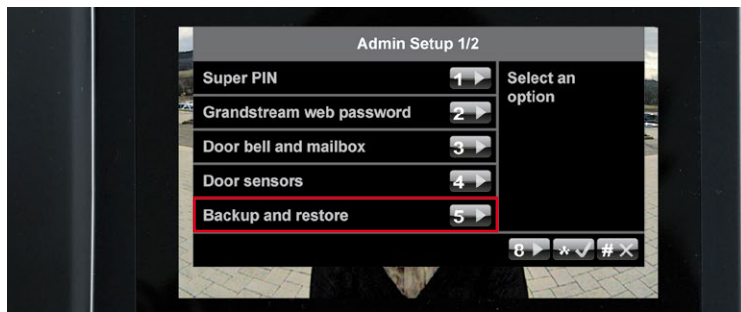 Admin Setup 1/2
Super PIN 1
Select an
option
Grandstream web password 2
Door bell and mailbox 3
Door sensors 4
Backup and restore 5
8 * #